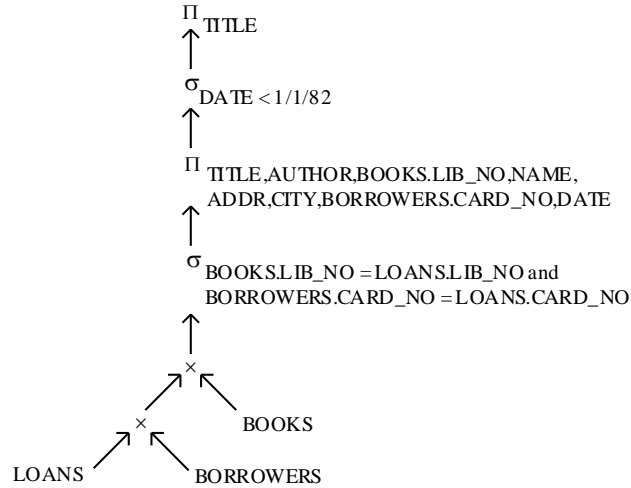 Π TITLE
σ DATE < 1/1/82
Π TITLE,AUTHOR,BOOKS.LIB_NO,NAME,
ADDR,CITY,BORROWERS.CARD_NO,DATE
σ BOOKS.LIB_NO = LOANS.LIB_NO and
BORROWERS.CARD_NO = LOANS.CARD_NO
×
× BOOKS
LOANS BORROWERS